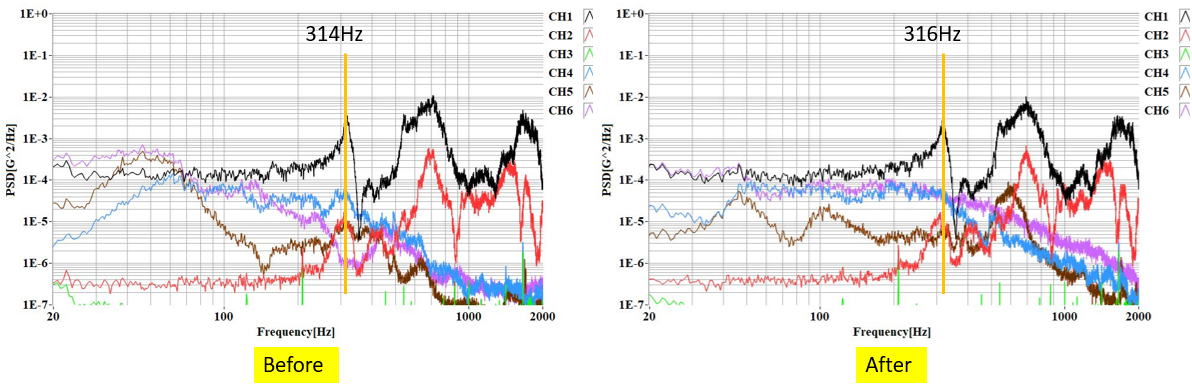 314Hz
1E+0
1E-1
1E-2
1E-3
1E-4
1E-5
1E-6
1E-7
PSD[G^2/Hz]
20
100
1000
2000
Frequency[Hz]
CH1
CH2
CH3
CH4
CH5
CH6
Before
316Hz
1E+0
1E-1
1E-2
1E-3
1E-4
1E-5
1E-6
1E-7
PSD[G^2/Hz]
20
100
1000
2000
Frequency[Hz]
CH1
CH2
CH3
CH4
CH5
CH6
After